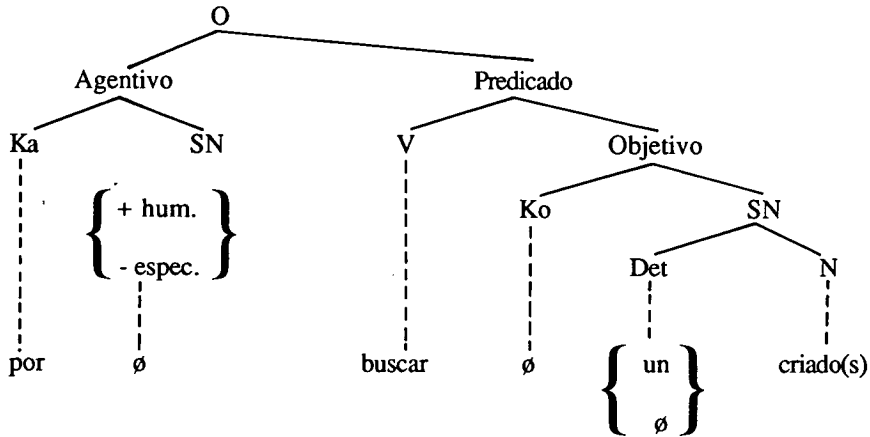 O
Agentivo Predicado
Ka SN V Objetivo
+ hum. Ko SN
- espec. Det N
por ø buscar ø un criado(s)
ø